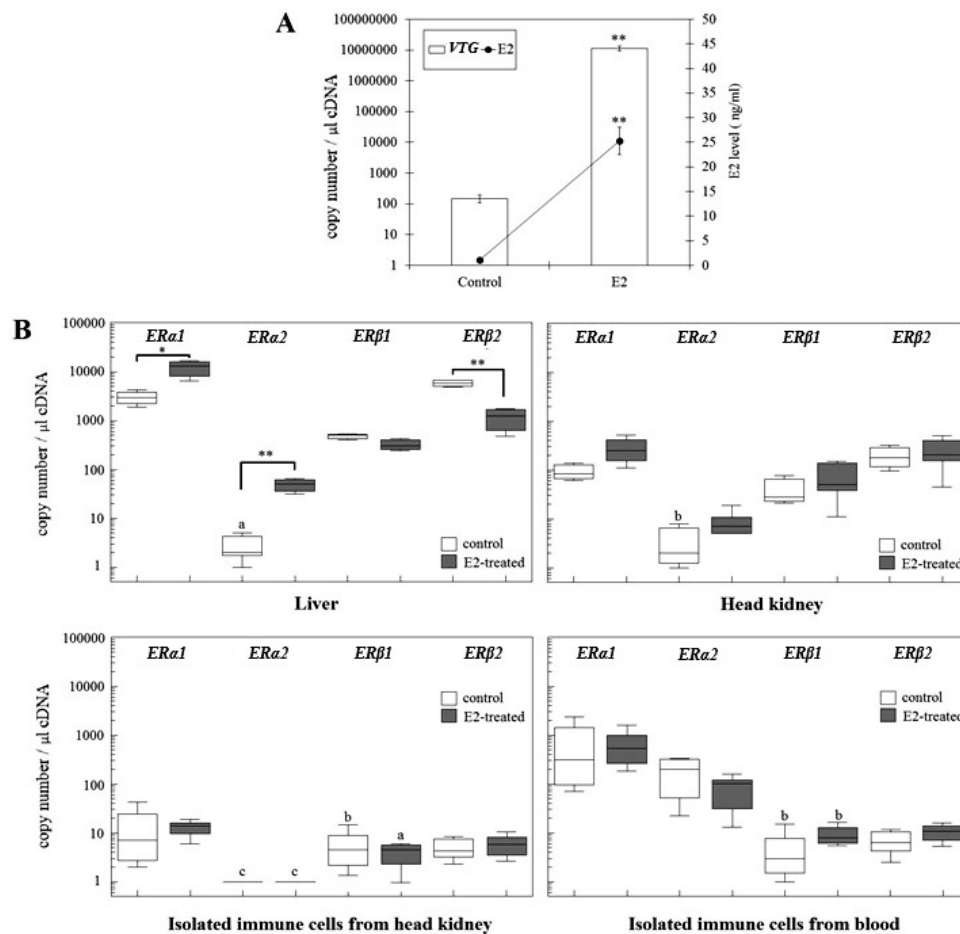 A
copy number / µl cDNA
100000000
10000000
1000000
100000
10000
1000
100
10
1
VTG E2
**
**
50
45
40
35
30
25
20
15
10
5
0
E2 level ( ng/ml)
Control E2
B
copy number / µl cDNA
100000
10000
1000
100
10
1
ERα1 ERα2 ERβ1 ERβ2
*
**
**
a
control
E2-treated
Liver
ERα1 ERα2 ERβ1 ERβ2
b
control
E2-treated
Head kidney
copy number / µl cDNA
100000
10000
1000
100
10
1
ERα1 ERα2 ERβ1 ERβ2
control
E2-treated
b
a
c c
Isolated immune cells from head kidney
ERα1 ERα2 ERβ1 ERβ2
control
E2-treated
b b
Isolated immune cells from blood